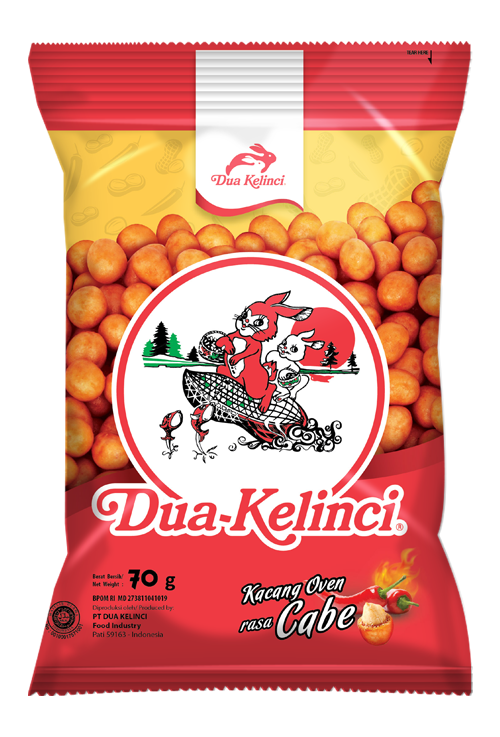 Dua Kelinci
Dua-Kelinci®
Berat Bersih/
Net Weight :
70 g
BPOM RI MD 273811041019
Diproduksi oleh/ Produced by:
PT DUA KELINCI
Food Industry
Pati 59163 - Indonesia
Kacang Oven
rasa Cabe